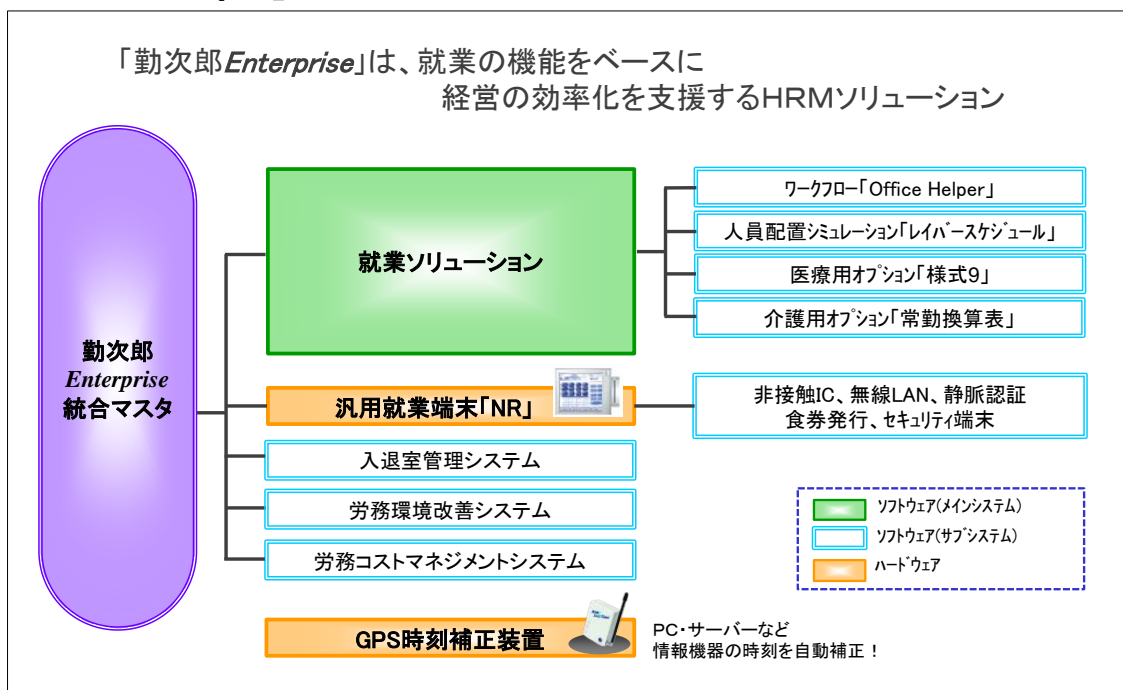 「勤次郎Enterprise」は、就業の機能をベースに
経営の効率化を支援するHRMソリューション
勤次郎
Enterprise
統合マスタ
就業ソリューション
ワークフロー「Office Helper」
人員配置シミュレーション「レイバースケジュール」
医療用オプション「様式9」
介護用オプション「常勤換算表」
汎用就業端末「NR」
非接触IC、無線LAN、静脈認証
食券発行、セキュリティ端末
入退室管理システム
労務環境改善システム
労務コストマネジメントシステム
ソフトウェア(メインシステム)
ソフトウェア(サブシステム)
ハードウェア
GPS時刻補正装置
PC・サーバーなど
情報機器の時刻を自動補正！